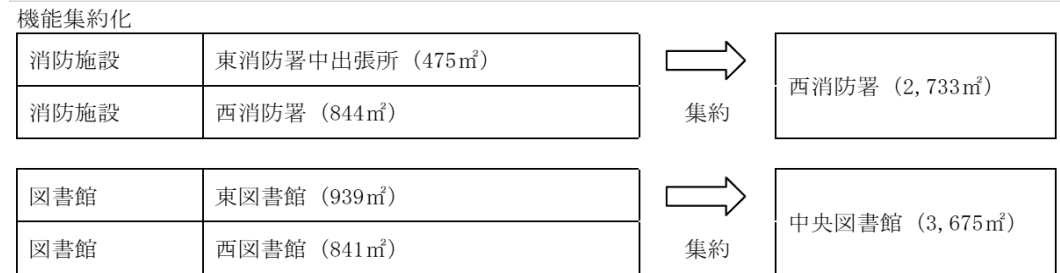 機能集約化
消防施設 東消防署中出張所（475㎡）
消防施設 西消防署（844㎡）
集約
西消防署（2,733㎡）
図書館 東図書館（939㎡）
図書館 西図書館（841㎡）
集約
中央図書館（3,675㎡）